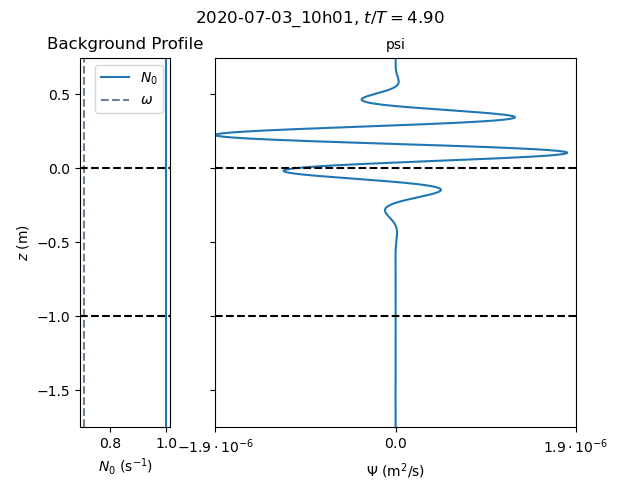 2020-07-03_10h01, t/T = 4.90
Background Profile
psi
N₀
ω
0.5
0.0
−0.5
−1.0
−1.5
z (m)
0.8
1.0
−1.9 · 10⁻⁶
0.0
1.9 · 10⁻⁶
N₀ (s⁻¹)
Ψ (m²/s)